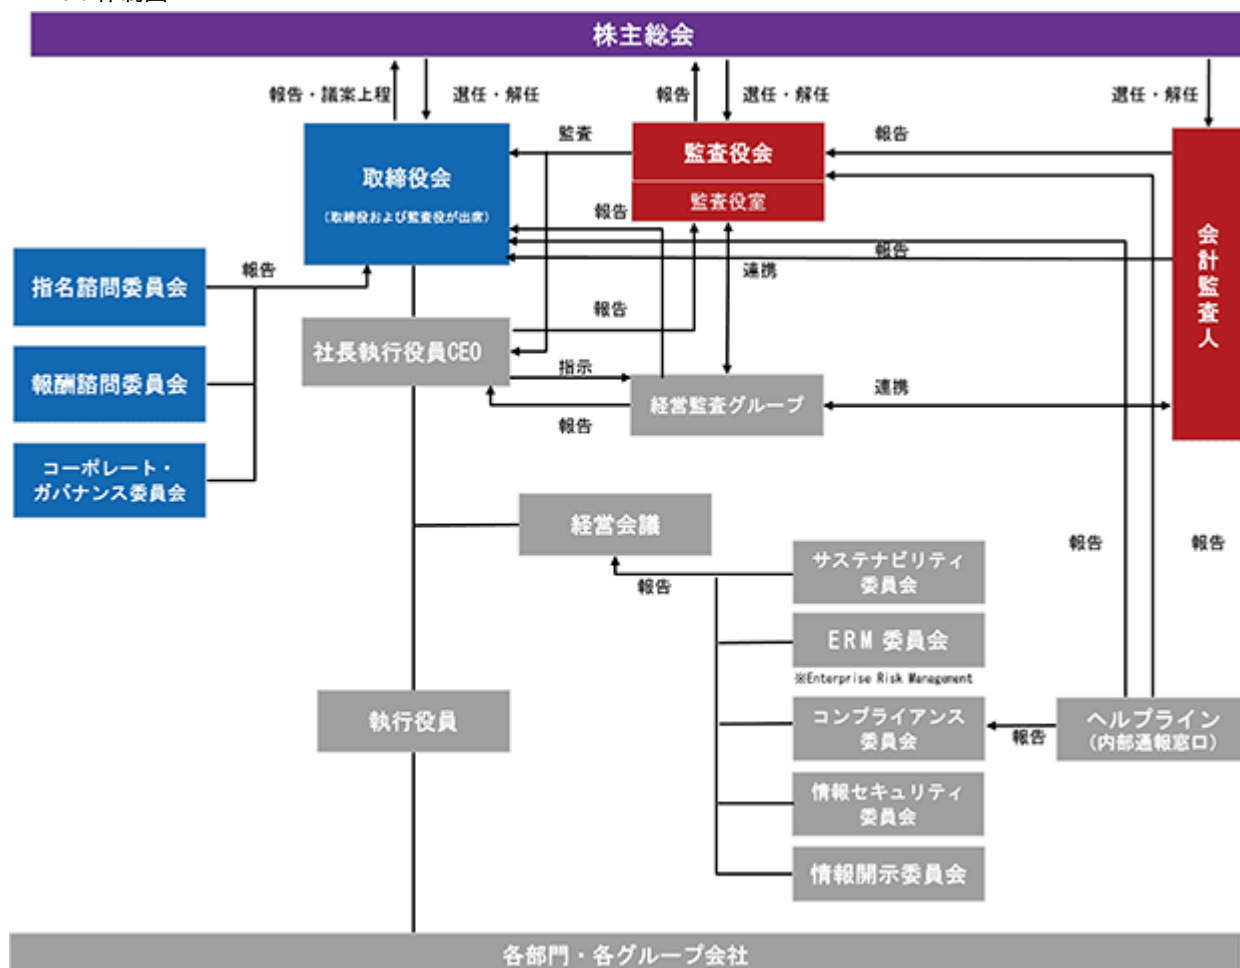 株主総会
報告・議案上程
選任・解任
報告
選任・解任
選任・解任
取締役会
(取締役および監査役が出席)
監査
監査役会
監査役室
報告
会計監査人
報告
報告
連携
指名諮問委員会
報告
報酬諮問委員会
コーポレート・
ガバナンス委員会
社長執行役員CEO
報告
指示
報告
経営監査グループ
連携
経営会議
報告
サステナビリティ
委員会
ERM 委員会
※Enterprise Risk Management
コンプライアンス
委員会
報告
ヘルプライン
(内部通報窓口)
報告
報告
情報セキュリティ
委員会
情報開示委員会
執行役員
各部門・各グループ会社